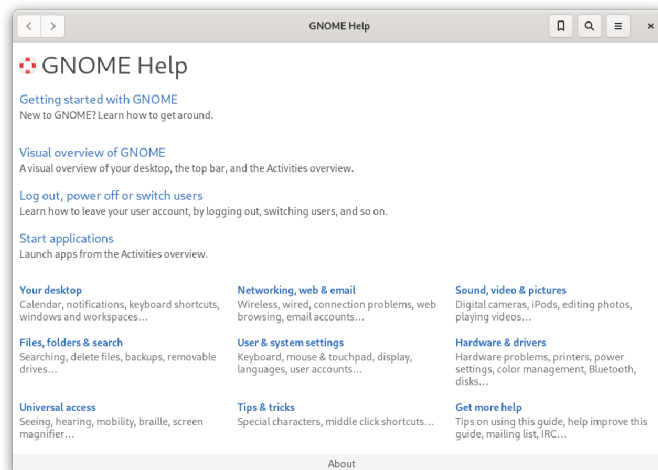 GNOME Help
GNOME Help
Getting started with GNOME
New to GNOME? Learn how to get around.
Visual overview of GNOME
A visual overview of your desktop, the top bar, and the Activities overview.
Log out, power off or switch users
Learn how to leave your user account, by logging out, switching users, and so on.
Start applications
Launch apps from the Activities overview.
Your desktop
Calendar, notifications, keyboard shortcuts,
windows and workspaces…
Networking, web & email
Wireless, wired, connection problems, web
browsing, email accounts…
Sound, video & pictures
Digital cameras, iPods, editing photos,
playing videos…
Files, folders & search
Searching, delete files, backups, removable
drives…
User & system settings
Keyboard, mouse & touchpad, display,
languages, user accounts…
Hardware & drivers
Hardware problems, printers, power
settings, color management, Bluetooth,
disks…
Universal access
Seeing, hearing, mobility, braille, screen
magnifier…
Tips & tricks
Special characters, middle click shortcuts…
Get more help
Tips on using this guide, help improve this
guide, mailing list, IRC…
About